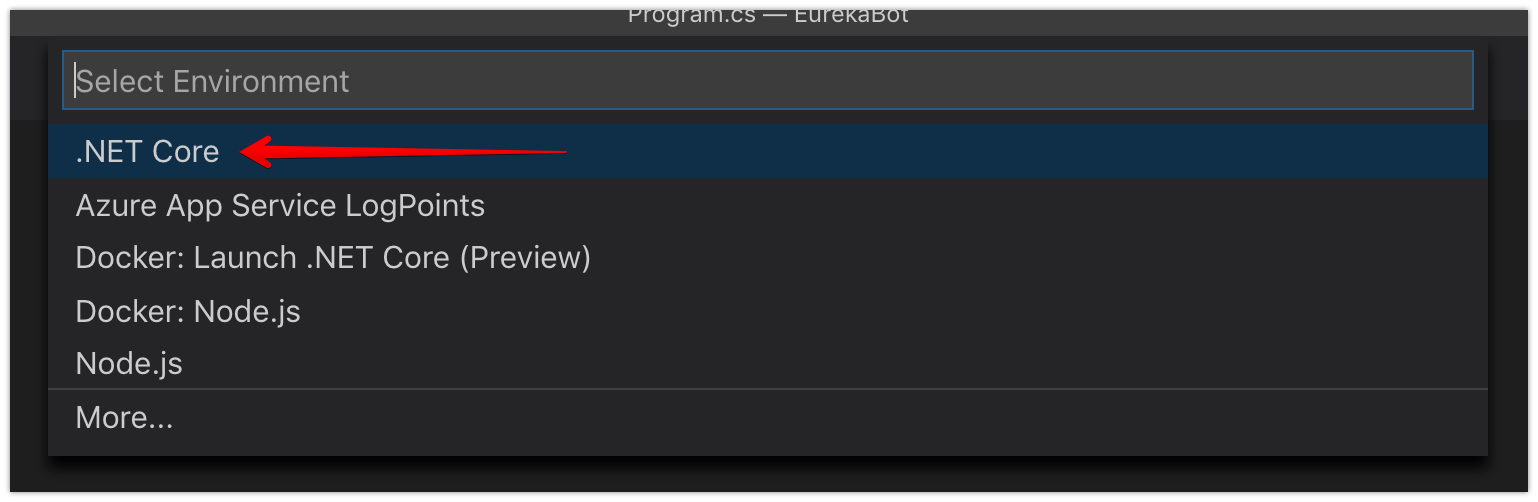 Program.cs — EurekaBot
Select Environment
.NET Core
Azure App Service LogPoints
Docker: Launch .NET Core (Preview)
Docker: Node.js
Node.js
More...